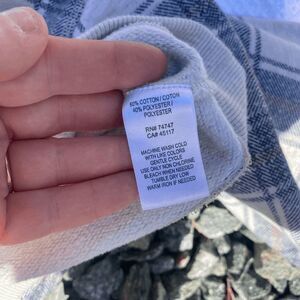 60% COTTON / COTON
40% POLYESTER /
POLYESTER
RN# 74747
CA# 45117
MACHINE WASH COLD
WITH LIKE COLORS
GENTLE CYCLE
USE ONLY NON CHLORINE
BLEACH WHEN NEEDED
TUMBLE DRY LOW
WARM IRON IF NEEDED